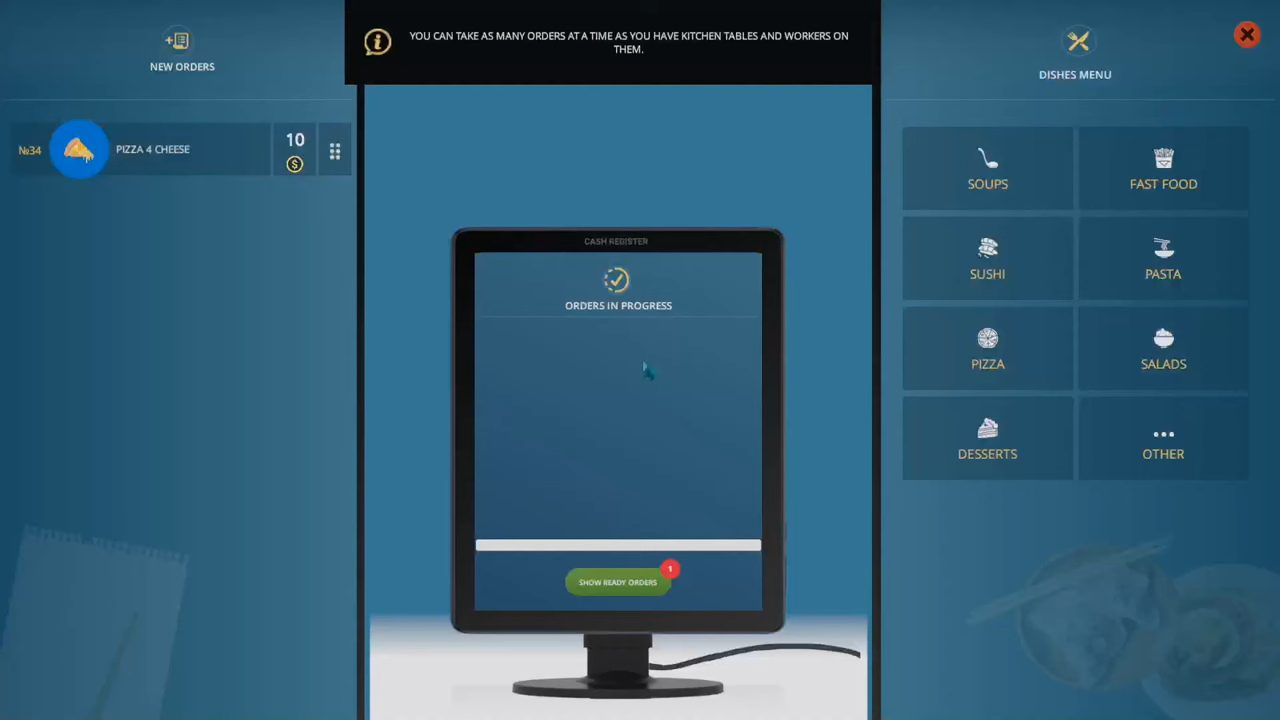 NEW ORDERS
YOU CAN TAKE AS MANY ORDERS AT A TIME AS YOU HAVE KITCHEN TABLES AND WORKERS ON
THEM.
DISHES MENU
№34 PIZZA 4 CHEESE 10
CASH REGISTER
ORDERS IN PROGRESS
SHOW READY ORDERS 1
SOUPS FAST FOOD
SUSHI PASTA
PIZZA SALADS
DESSERTS OTHER